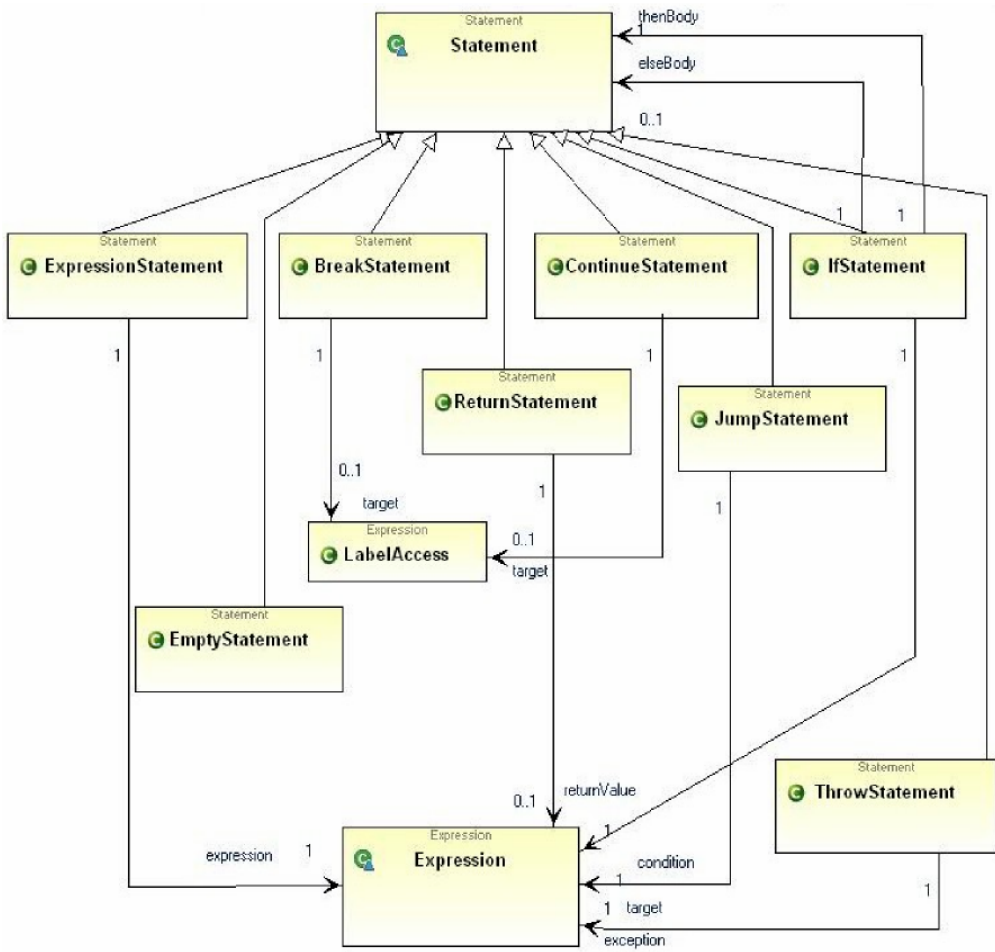 Statement
Statement
thenBody
1
elseBody
0..1
1
1
Statement
ExpressionStatement
Statement
BreakStatement
Statement
ContinueStatement
Statement
IfStatement
1
1
1
1
Statement
ReturnStatement
Statement
JumpStatement
0..1
target
1
1
Expression
LabelAccess
0..1
target
Statement
EmptyStatement
Statement
ThrowStatement
returnValue
0..1
Expression
Expression
1
expression
1
condition
1
1
1
target
exception